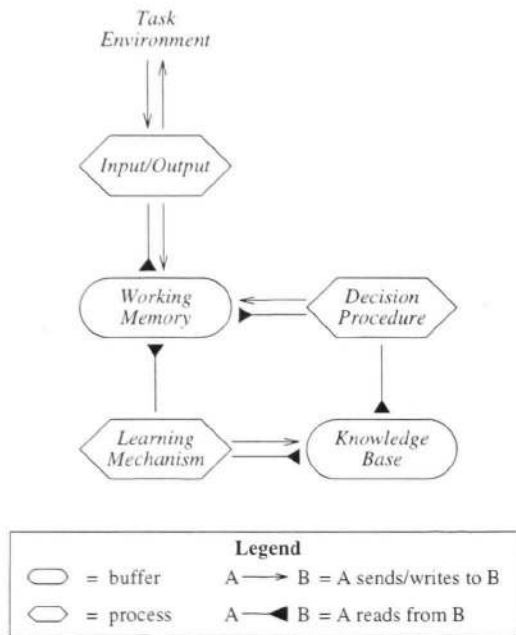 Task
Environment
Input/Output
Working
Memory
Decision
Procedure
Learning
Mechanism
Knowledge
Base
Legend
= buffer A B = A sends/writes to B
= process A B = A reads from B